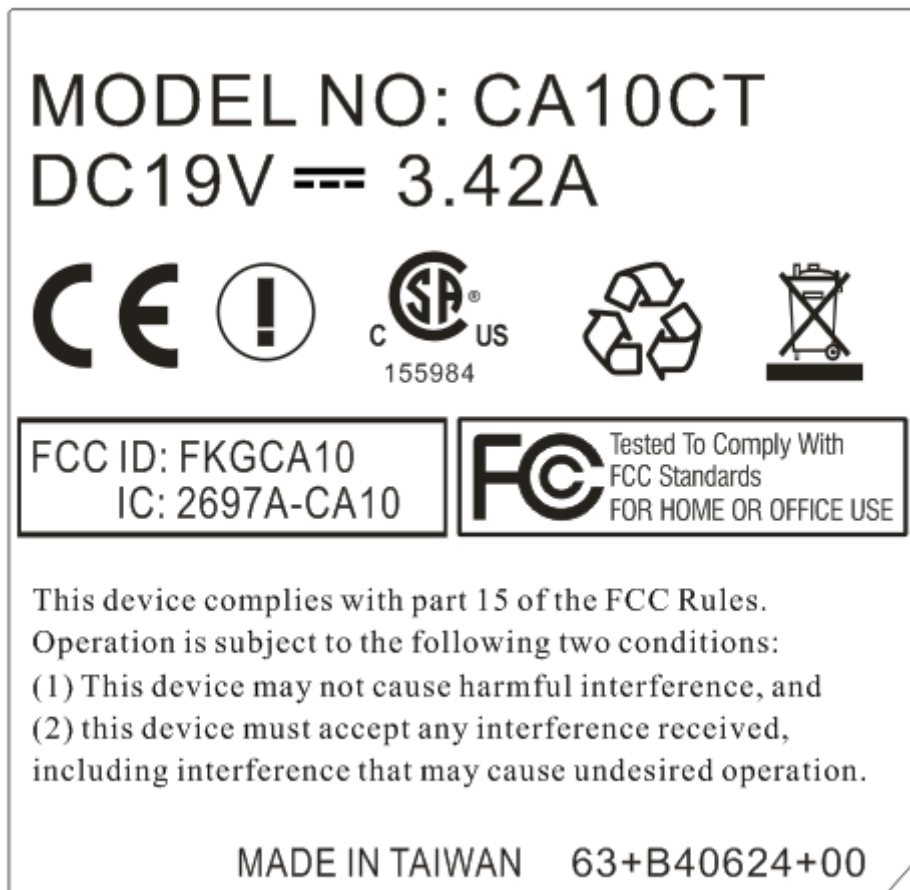 MODEL NO: CA10CT
DC19V 3.42A
CE
C SA ® US
155984
FCC ID: FKGCA10
IC: 2697A-CA10
FC Tested To Comply With
FCC Standards
FOR HOME OR OFFICE USE
This device complies with part 15 of the FCC Rules.
Operation is subject to the following two conditions:
(1) This device may not cause harmful interference, and
(2) this device must accept any interference received,
including interference that may cause undesired operation.
MADE IN TAIWAN 63+B40624+00